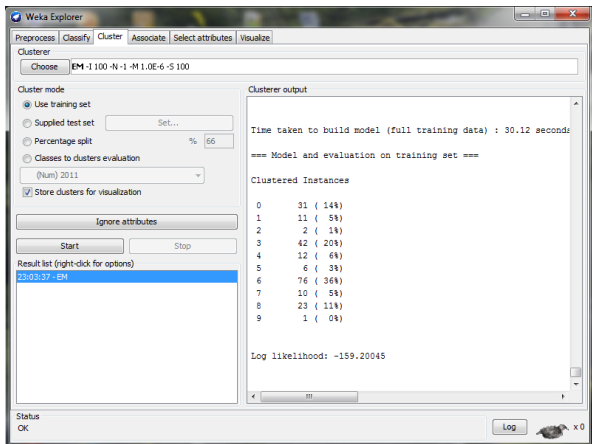 Weka Explorer
Preprocess Classify Cluster Associate Select attributes Visualize
Clusterer
Choose EM -I 100 -N -1 -M 1.0E-6 -S 100
Cluster mode
Use training set
Supplied test set Set...
Percentage split % 66
Classes to clusters evaluation
(Num) 2011
Store clusters for visualization
Ignore attributes
Start Stop
Result list (right-click for options)
23:03:37 - EM
Clusterer output
Time taken to build model (full training data) : 30.12 seconds
=== Model and evaluation on training set ===
Clustered Instances
0 31 ( 14%)
1 11 ( 5%)
2 2 ( 1%)
3 42 ( 20%)
4 12 ( 6%)
5 6 ( 3%)
6 76 ( 36%)
7 10 ( 5%)
8 23 ( 11%)
9 1 ( 0%)
Log likelihood: -159.20045
Status
OK
Log x 0